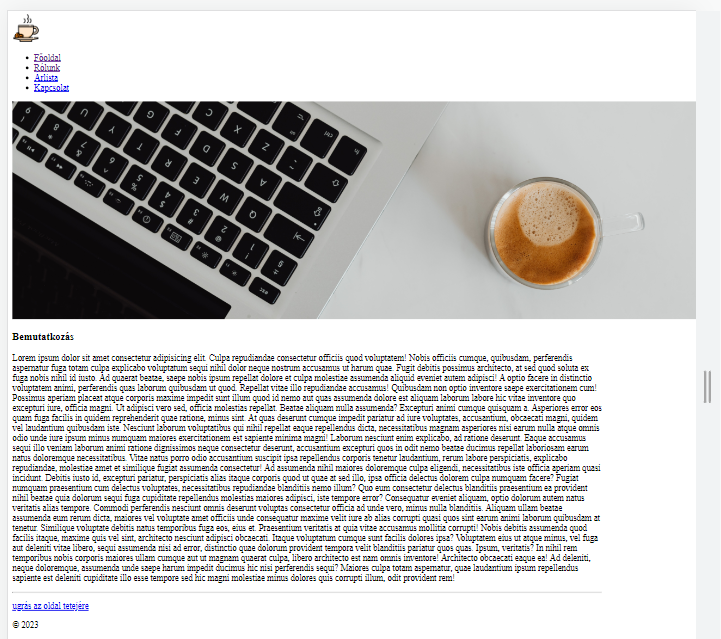 Főoldal
Rólunk
Árlista
Kapcsolat
Bemutatkozás
Lorem ipsum dolor sit amet consectetur adipisicing elit. Culpa repudiandae consectetur officiis quod voluptatem! Nobis officiis cumque, quibusdam, perferendis
aspernatur fuga totam culpa explicabo voluptatum sequi nihil dolor neque nostrum accusamus ut harum quae. Fugit debitis possimus architecto, at sed quod soluta ex
fuga nobis nihil id iusto. Ad quaerat beatae, saepe nobis ipsum repellat dolore et culpa molestiae assumenda aliquid eveniet autem adipisci! A optio facere in distinctio
voluptatem animi, perferendis quas laborum quibusdam ut quod. Repellat vitae illo repudiandae accusamus! Quibusdam non optio inventore saepe exercitationem cum!
Possimus aperiam placeat atque corporis maxime impedit sunt illum quod id nemo aut quas assumenda dolore est aliquam laborum labore hic vitae inventore quo
excepturi iure, officia magni. Ut adipisci vero sed, officia molestias repellat. Beatae aliquam nulla assumenda? Excepturi animi cumque quisquam a. Asperiores error eos
quam fuga facilis in quidem reprehenderit quae ratione, minus sint. At quas deserunt cumque impedit pariatur ad iure voluptates, accusantium, obcaecati magni, quidem
vel laudantium quibusdam iste. Nesciunt laborum voluptatibus qui nihil repellat eaque repellendus dicta, necessitatibus magnam asperiores nisi earum nulla atque omnis
odio unde iure ipsum minus numquam maiores exercitationem est sapiente minima magni! Laborum nesciunt enim explicabo, ad ratione deserunt. Eaque accusamus
sequi illo veniam laborum animi ratione dignissimos neque consectetur deserunt, accusantium excepturi quos in odit nemo beatae ducimus repellat laboriosam earum
natus doloremque necessitatibus. Vitae natus porro odio accusantium suscipit ipsa repellendus corporis tenetur laudantium, rerum labore perspiciatis, explicabo
repudiandae, molestiae amet et similique fugiat assumenda consectetur! Ad assumenda nihil maiores doloremque culpa eligendi, necessitatibus iste officia aperiam quasi
incidunt. Debitis iusto id, excepturi pariatur, perspiciatis alias itaque corporis quod ut quae at sed illo, ipsa officia delectus dolorem culpa numquam facere? Fugiat
numquam praesentium cum delectus voluptates, necessitatibus repudiandae blanditiis nemo illum? Quo eum consectetur delectus blanditiis praesentium ea provident
nihil beatae quia dolorum sequi fuga cupiditate repellendus molestias maiores adipisci, iste tempore error? Consequatur eveniet aliquam, optio dolorum autem natus
veritatis alias tempore. Commodi perferendis nesciunt omnis deserunt voluptas consectetur officia ad unde vero, minus nulla blanditiis. Aliquam ullam beatae
assumenda eum rerum dicta, maiores vel voluptate amet officiis unde consequatur maxime velit iure ab alias corrupti quasi quos sint earum animi laborum quibusdam at
tenetur. Similique voluptate debitis natus temporibus fuga eos, eius et. Praesentium veritatis at quia vitae accusamus mollitia corrupti! Nobis debitis assumenda quod
facilis itaque, maxime quis vel sint, architecto nesciunt adipisci obcaecati. Itaque voluptatum cumque sunt facilis dolores ipsa? Voluptatem eius ut atque minus, vel fuga
aut deleniti vitae libero, sequi assumenda nisi ad error, distinctio quae dolorum provident tempora velit blanditiis pariatur quos quas. Ipsum, veritatis? In nihil rem
temporibus nobis corporis maiores ullam cumque aut ut magnam quaerat culpa, libero architecto est nam inventore! Architecto obcaecati eaque ea! Ad deleniti,
neque doloremque, assumenda unde saepe harum impedit ducimus hic nisi perferendis sequi? Maiores culpa totam aspernatur, quae laudantium ipsum repellendus
sapiente est deleniti cupiditate illo esse tempore sed hic magni molestiae minus dolores quis corrupti illum, odit provident rem!
ugrás az oldal tetejére
© 2023